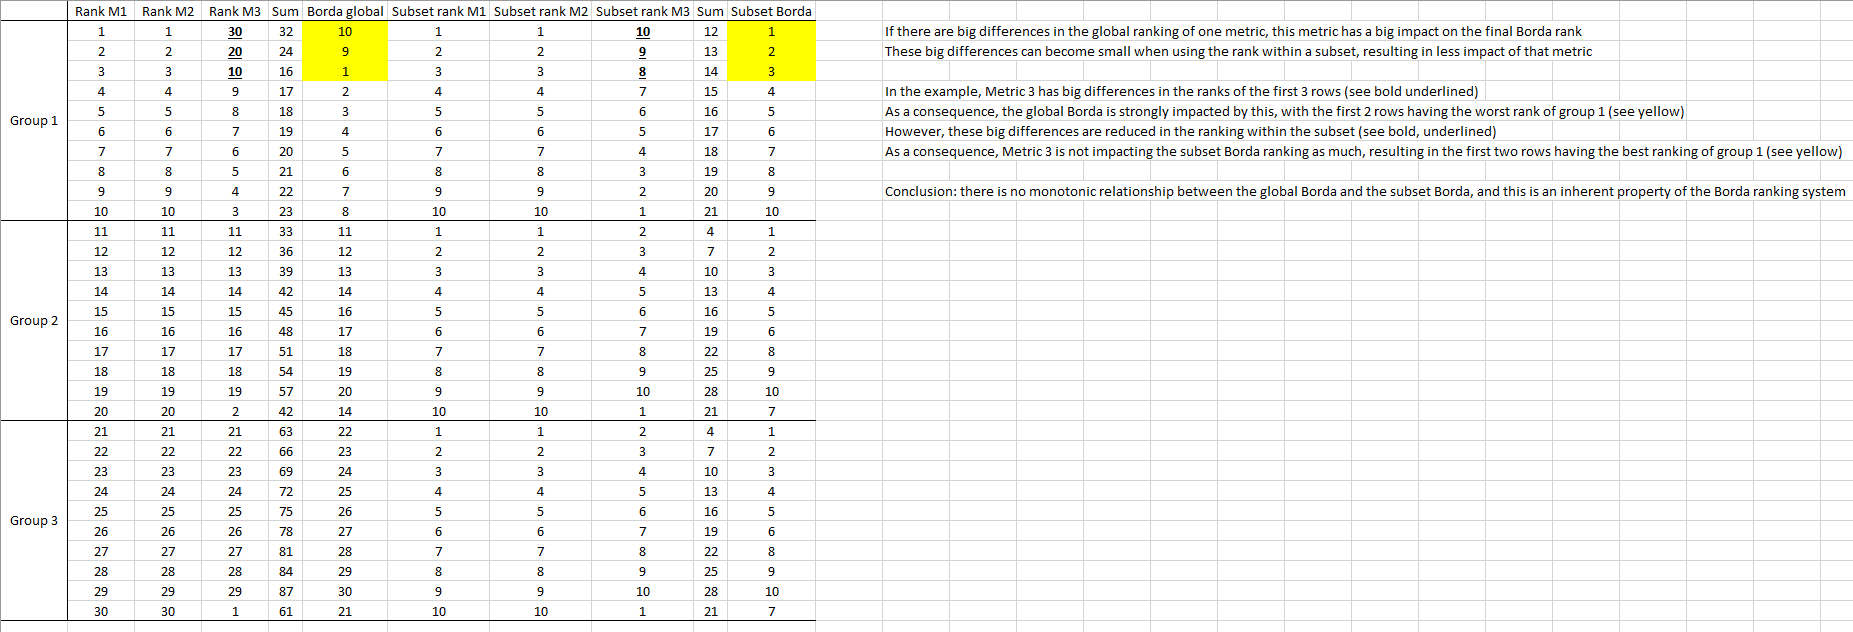 Rank M1 Rank M2 Rank M3 Sum Borda global Subset rank M1 Subset rank M2 Subset rank M3 Sum Subset Borda
1 1 30 32 10 1 1 10 12 1 If there are big differences in the global ranking of one metric, this metric has a big impact on the final Borda rank
2 2 20 24 9 2 2 9 13 2 These big differences can become small when using the rank within a subset, resulting in less impact of that metric
3 3 10 16 1 3 3 8 14 3
4 4 9 17 2 4 4 7 15 4 In the example, Metric 3 has big differences in the ranks of the first 3 rows (see bold underlined)
Group 1 5 5 8 18 3 5 5 6 16 5 As a consequence, the global Borda is strongly impacted by this, with the first 2 rows having the worst rank of group 1 (see yellow)
6 6 7 19 4 6 6 5 17 6 However, these big differences are reduced in the ranking within the subset (see bold, underlined)
7 7 6 20 5 7 7 4 18 7 As a consequence, Metric 3 is not impacting the subset Borda ranking as much, resulting in the first two rows having the best ranking of group 1 (see yellow)
8 8 5 21 6 8 8 3 19 8
9 9 4 22 7 9 9 2 20 9 Conclusion: there is no monotonic relationship between the global Borda and the subset Borda, and this is an inherent property of the Borda ranking system
10 10 3 23 8 10 10 1 21 10
11 11 11 33 11 1 1 2 4 1
12 12 12 36 12 2 2 3 7 2
13 13 13 39 13 3 3 4 10 3
14 14 14 42 14 4 4 5 13 4
Group 2 15 15 15 45 16 5 5 6 16 5
16 16 16 48 17 6 6 7 19 6
17 17 17 51 18 7 7 8 22 8
18 18 18 54 19 8 8 9 25 9
19 19 19 57 20 9 9 10 28 10
20 20 2 42 14 10 10 1 21 7
21 21 21 63 22 1 1 2 4 1
22 22 22 66 23 2 2 3 7 2
23 23 23 69 24 3 3 4 10 3
24 24 24 72 25 4 4 5 13 4
Group 3 25 25 25 75 26 5 5 6 16 5
26 26 26 78 27 6 6 7 19 6
27 27 27 81 28 7 7 8 22 8
28 28 28 84 29 8 8 9 25 9
29 29 29 87 30 9 9 10 28 10
30 30 1 61 21 10 10 1 21 7